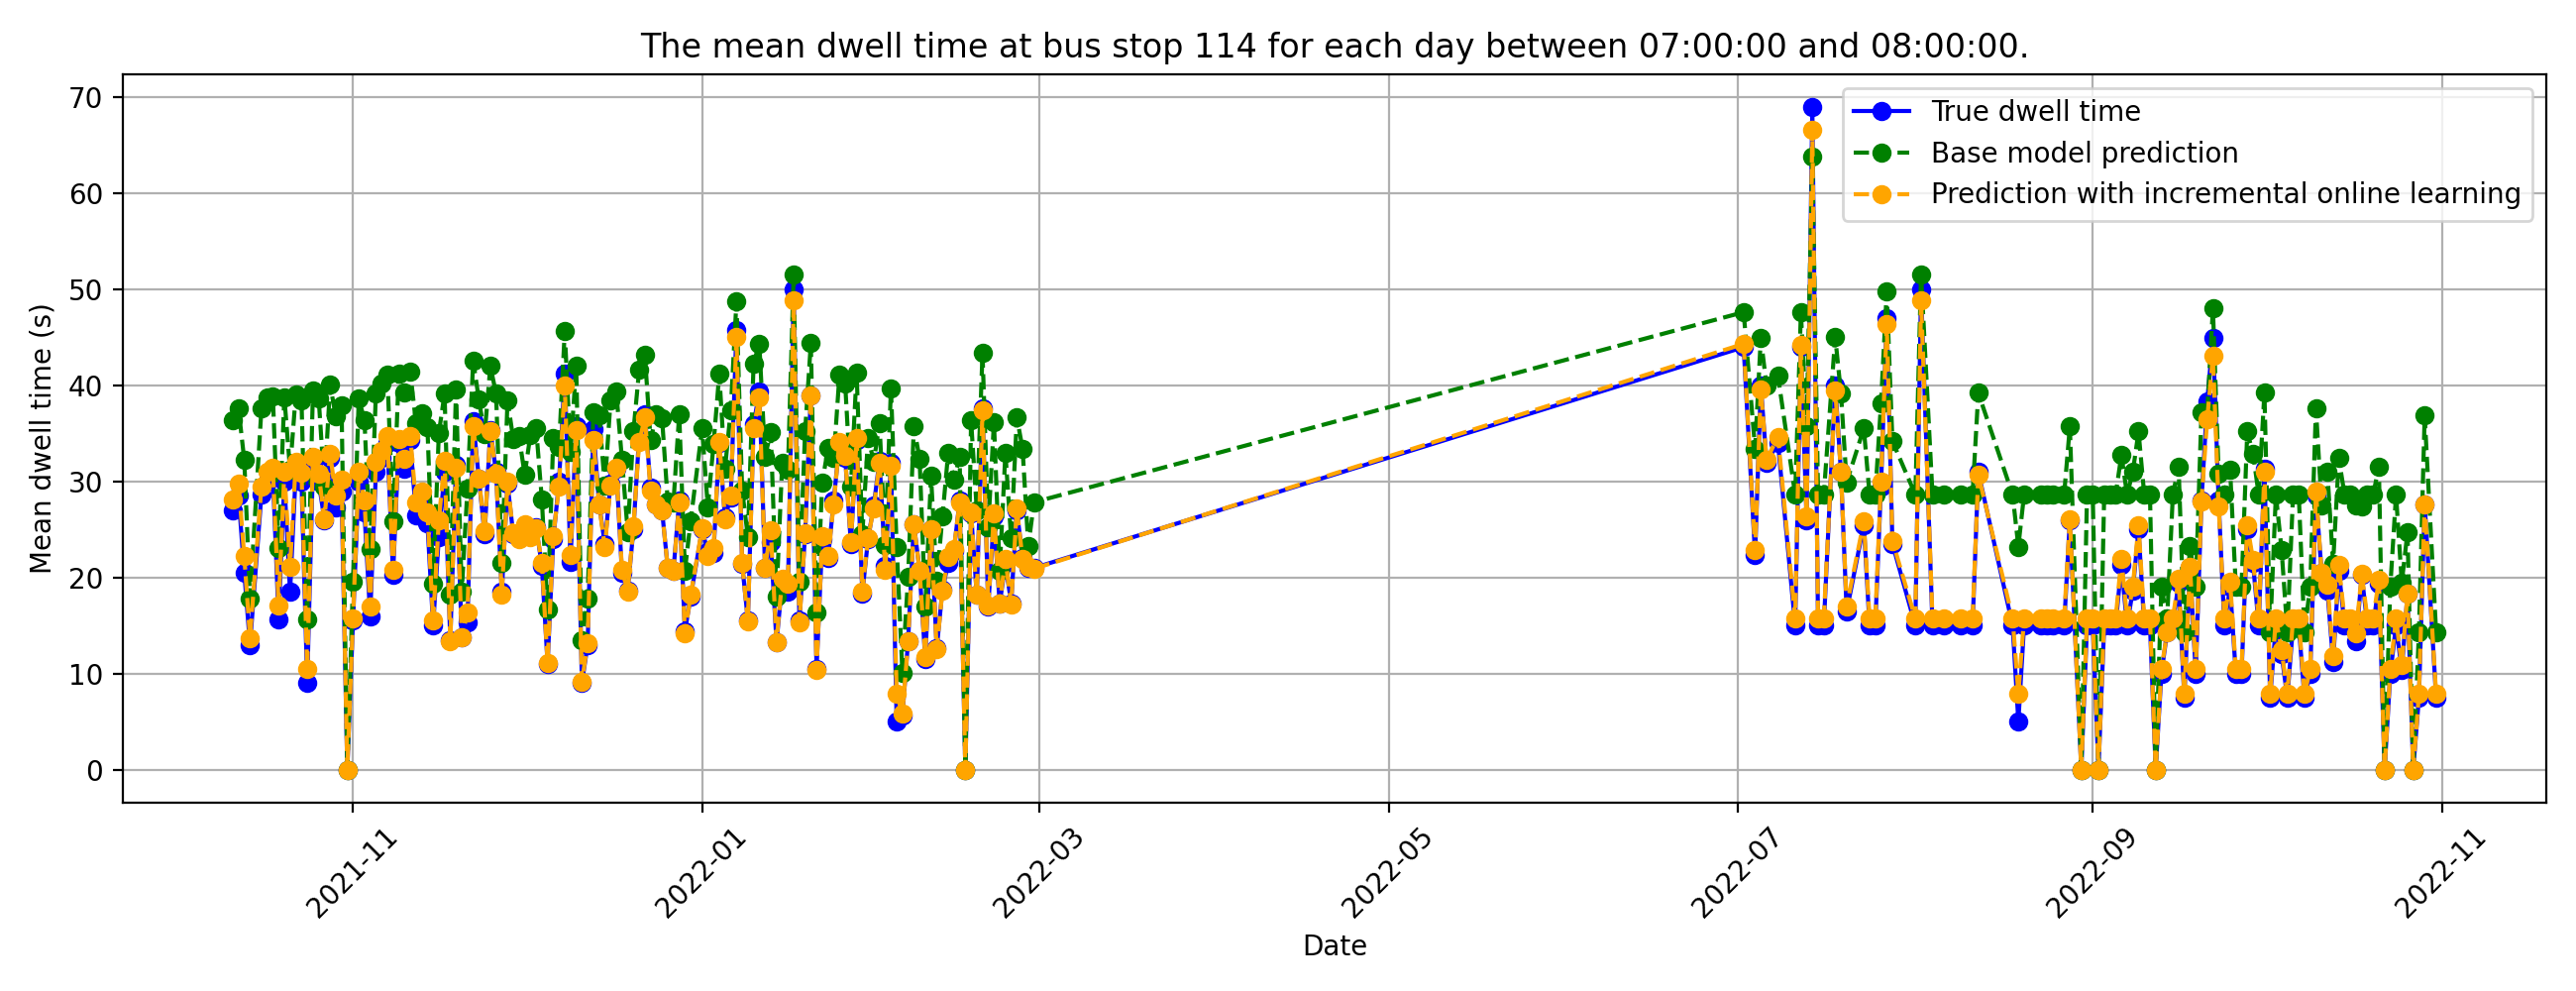 The mean dwell time at bus stop 114 for each day between 07:00:00 and 08:00:00.
70
60
50
40
30
20
10
0
Mean dwell time (s)
True dwell time
Base model prediction
Prediction with incremental online learning
2021-11
2022-01
2022-03
2022-05
2022-07
2022-09
2022-11
Date